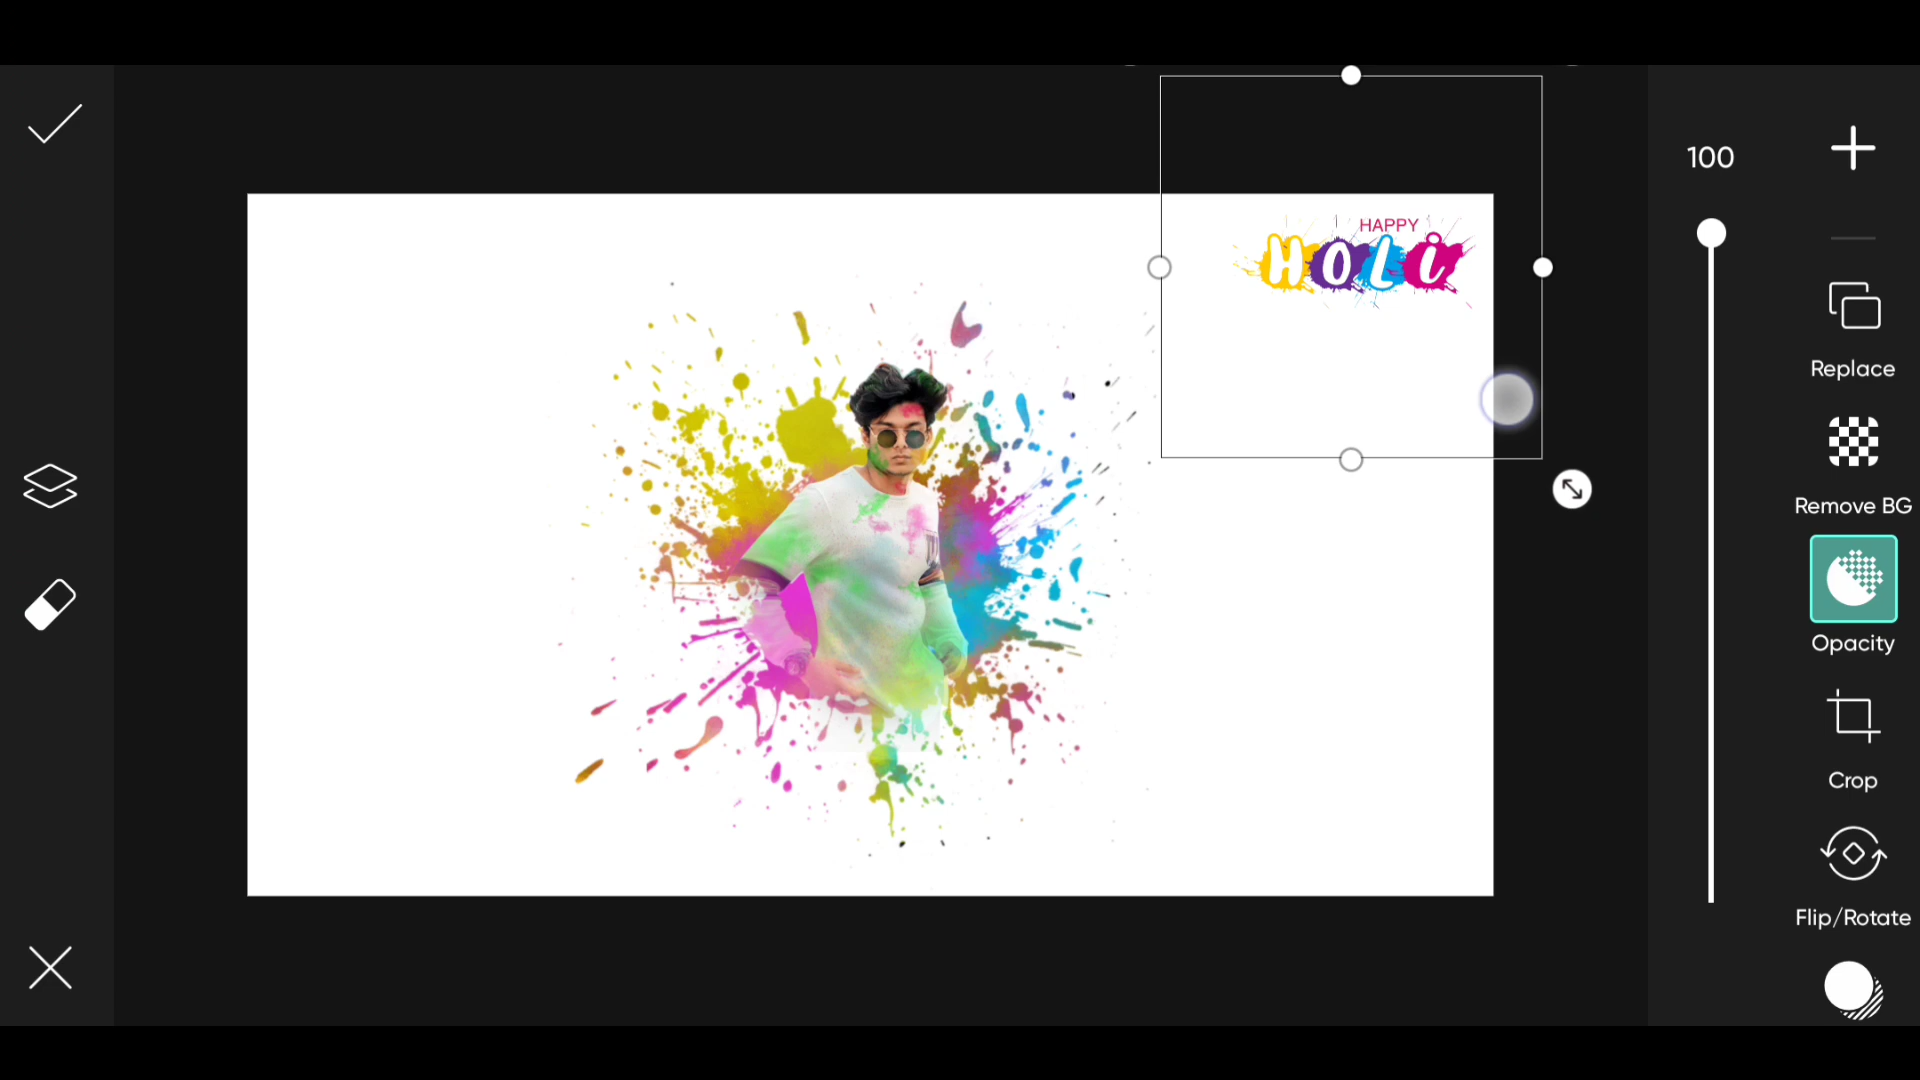 100
HAPPY
HOLi
Replace
Remove BG
Opacity
Crop
Flip/Rotate